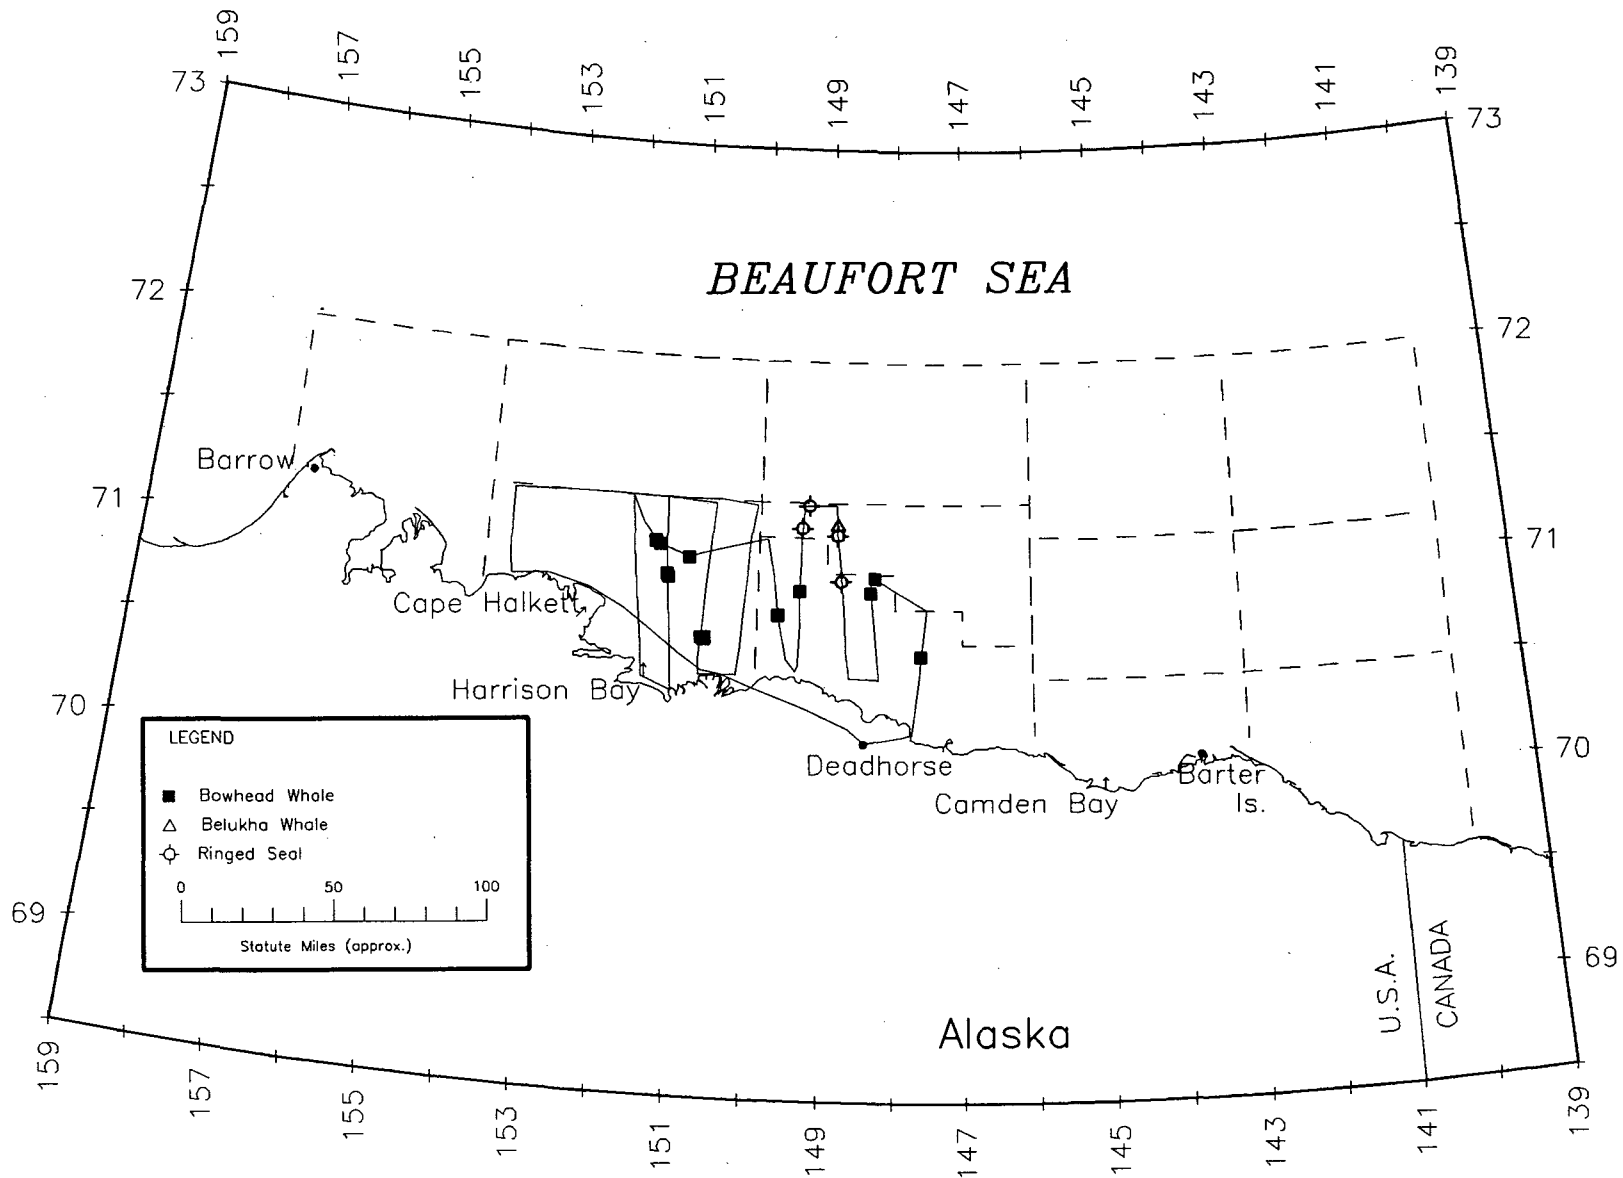 159
157
155
153
151
149
147
145
143
141
139
73
73
BEAUFORT SEA
72
72
Barrow
71
71
Cape Halkett
Harrison Bay
70
70
Deadhorse
Barter
Is.
Camden Bay
LEGEND
Bowhead Whale
Belukha Whale
Ringed Seal
0 50 100
Statute Miles (approx.)
69
69
U.S.A.
CANADA
Alaska
159
157
155
153
151
149
147
145
143
141
139